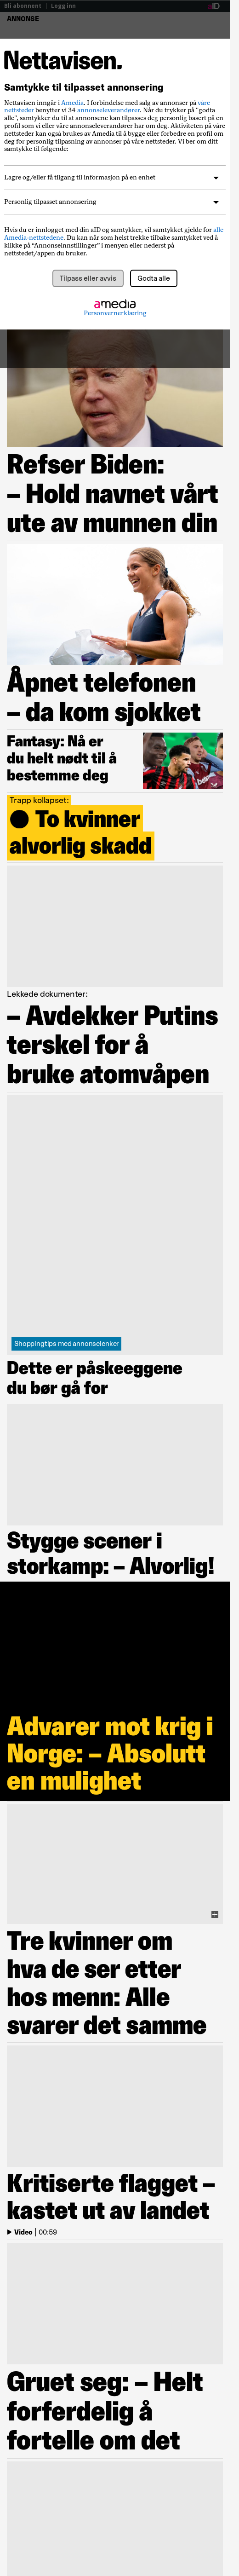 Bli abonnent | Logg inn
ANNONSE
Nettavisen.
Samtykke til tilpasset annonsering
Nettavisen inngår i Amedia. I forbindelse med salg av annonser på våre
nettsteder benytter vi 34 annonseleverandører. Når du trykker på "godta
alle", samtykker du til at annonser kan tilpasses deg personlig basert på en
profil som vi eller våre annonseleverandører har om deg. Aktiviteten på våre
nettsteder kan også brukes av Amedia til å bygge eller forbedre en profil om
deg for personlig tilpasning av annonser på våre nettsteder. Vi ber om ditt
samtykke til følgende:
Lagre og/eller få tilgang til informasjon på en enhet
Personlig tilpasset annonsering
Hvis du er innlogget med din aID og samtykker, vil samtykket gjelde for alle
Amedia-nettstedene. Du kan når som helst trekke tilbake samtykket ved å
klikke på “Annonseinnstillinger” i menyen eller nederst på
nettstedet/appen du bruker.
Tilpass eller avvis
Godta alle
amedia
Personvernerklæring
Refser Biden:
– Hold navnet vårt
ute av munnen din
Åpnet telefonen
– da kom sjokket
Fantasy: Nå er
du helt nødt til å
bestemme deg
Trapp kollapset:
To kvinner
alvorlig skadd
Lekkede dokumenter:
– Avdekker Putins
terskel for å
bruke atomvåpen
Shoppingtips med annonselenker
Dette er påskeeggene
du bør gå for
Stygge scener i
storkamp: – Alvorlig!
Advarer mot krig i
Norge: – Absolutt
en mulighet
Tre kvinner om
hva de ser etter
hos menn: Alle
svarer det samme
Kritiserte flagget –
kastet ut av landet
Video | 00:59
Gruet seg: – Helt
forferdelig å
fortelle om det